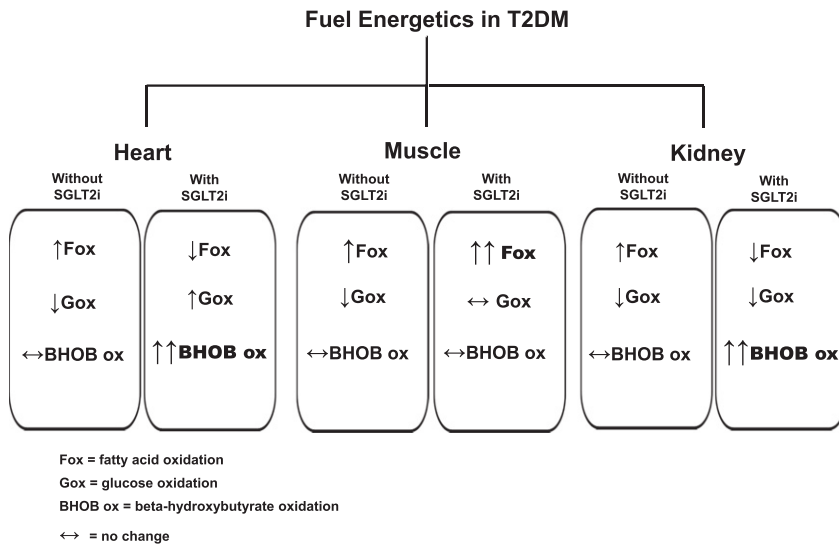 Fuel Energetics in T2DM
Heart
Without
SGLT2i
With
SGLT2i
↑Fox
↓Gox
↔BHOB ox
↓Fox
↑Gox
↑↑BHOB ox
Muscle
Without
SGLT2i
With
SGLT2i
↑Fox
↓Gox
↔BHOB ox
↑↑ Fox
↔ Gox
↔BHOB ox
Kidney
Without
SGLT2i
With
SGLT2i
↑Fox
↓Gox
↔BHOB ox
↓Fox
↓Gox
↑↑BHOB ox
Fox = fatty acid oxidation
Gox = glucose oxidation
BHOB ox = beta-hydroxybutyrate oxidation
↔ = no change